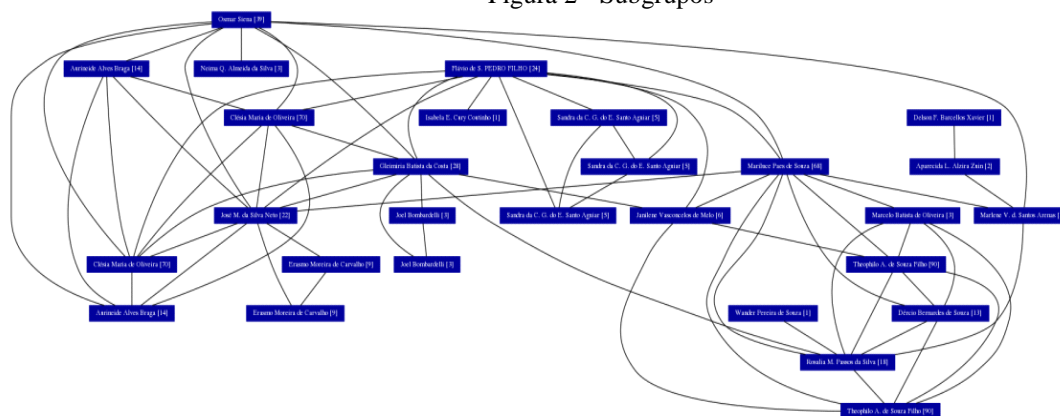 Figura 2 - Subgrupos
Osmar Siena [39]
Aurineide Alves Braga [14]
Neima Q. Almeida da Silva [3]
Flávio de S. PEDRO FILHO [24]
Clésia Maria de Oliveira [70]
Isabela E. Cury Coutinho [1]
Sandra da C. G. do E. Santo Aguiar [5]
Delson F. Barcellos Xavier [1]
Gleimiria Batista da Costa [28]
Sandra da C. G. do E. Santo Aguiar [5]
Mariluce Paes de Souza [68]
Aparecida L. Alzira Zuin [2]
José M. da Silva Neto [22]
Joel Bombardelli [3]
Sandra da C. G. do E. Santo Aguiar [5]
Janilene Vasconcelos de Melo [6]
Marcelo Batista de Oliveira [3]
Marlene V. d. Santos Arenas [
Clésia Maria de Oliveira [70]
Erasmo Moreira de Carvalho [9]
Joel Bombardelli [3]
Theophilo A. de Souza Filho [90]
Aurineide Alves Braga [14]
Erasmo Moreira de Carvalho [9]
Wander Pereira de Souza [1]
Dércio Bernardes de Souza [13]
Rosalia M. Passos da Silva [18]
Theophilo A. de Souza Filho [90]